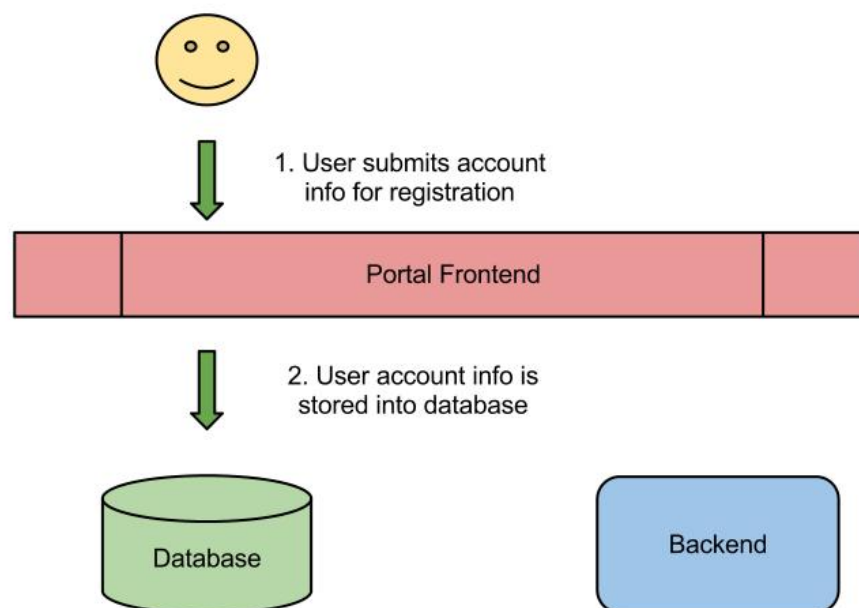 1. User submits account
info for registration
Portal Frontend
2. User account info is
stored into database
Database
Backend